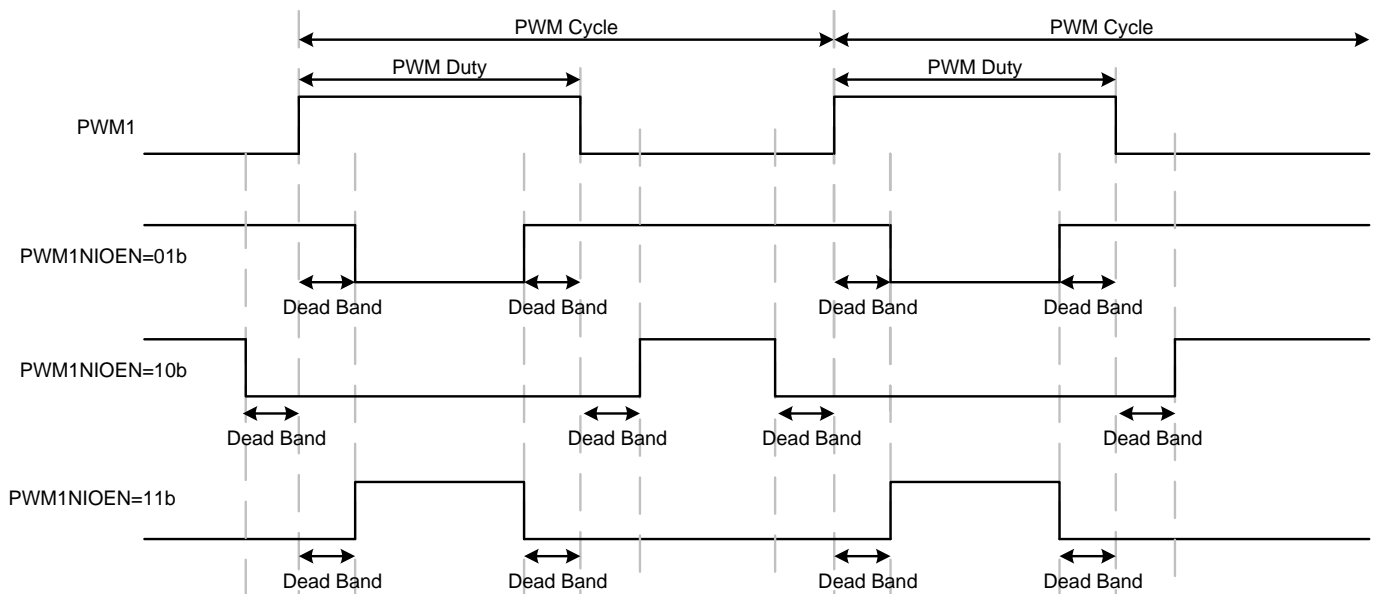 PWM Cycle PWM Cycle
PWM Duty PWM Duty
PWM1
PWM1NIOEN=01b
Dead Band Dead Band Dead Band Dead Band
PWM1NIOEN=10b
Dead Band Dead Band Dead Band Dead Band
PWM1NIOEN=11b
Dead Band Dead Band Dead Band Dead Band